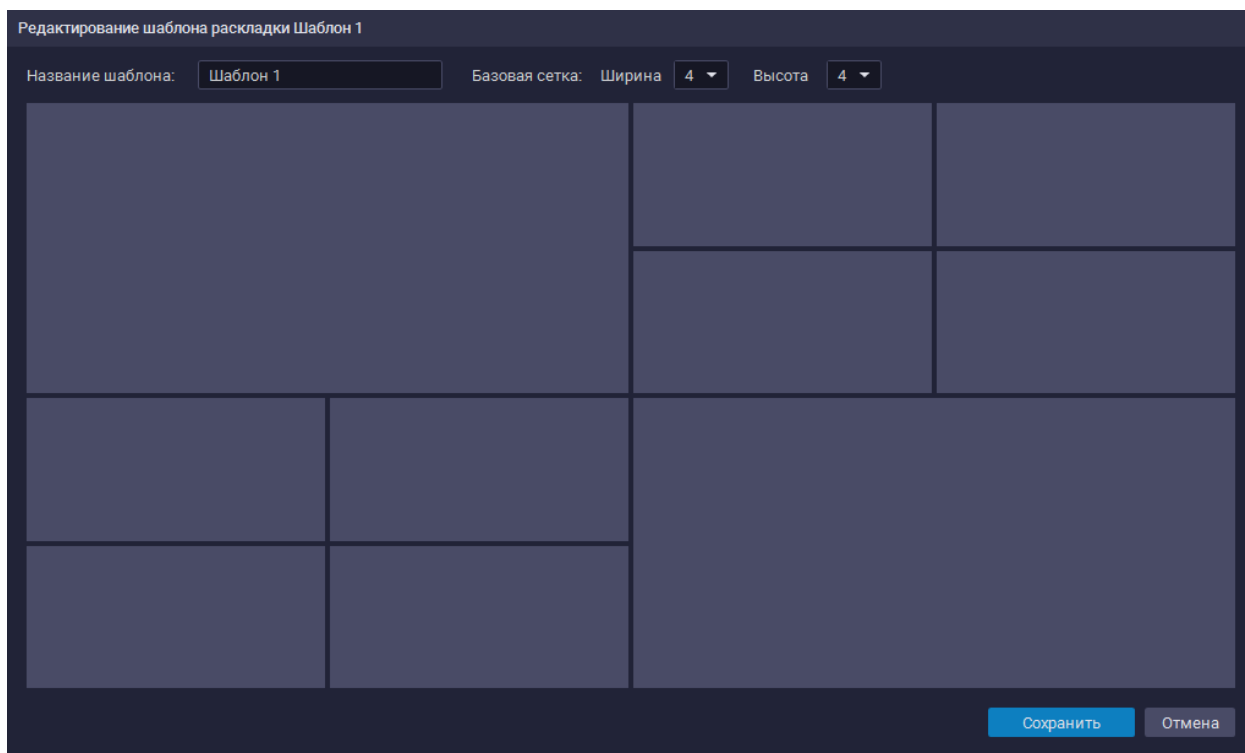 Редактирование шаблона раскладки Шаблон 1
Название шаблона: Шаблон 1 Базовая сетка: Ширина 4 Высота 4
Сохранить Отмена